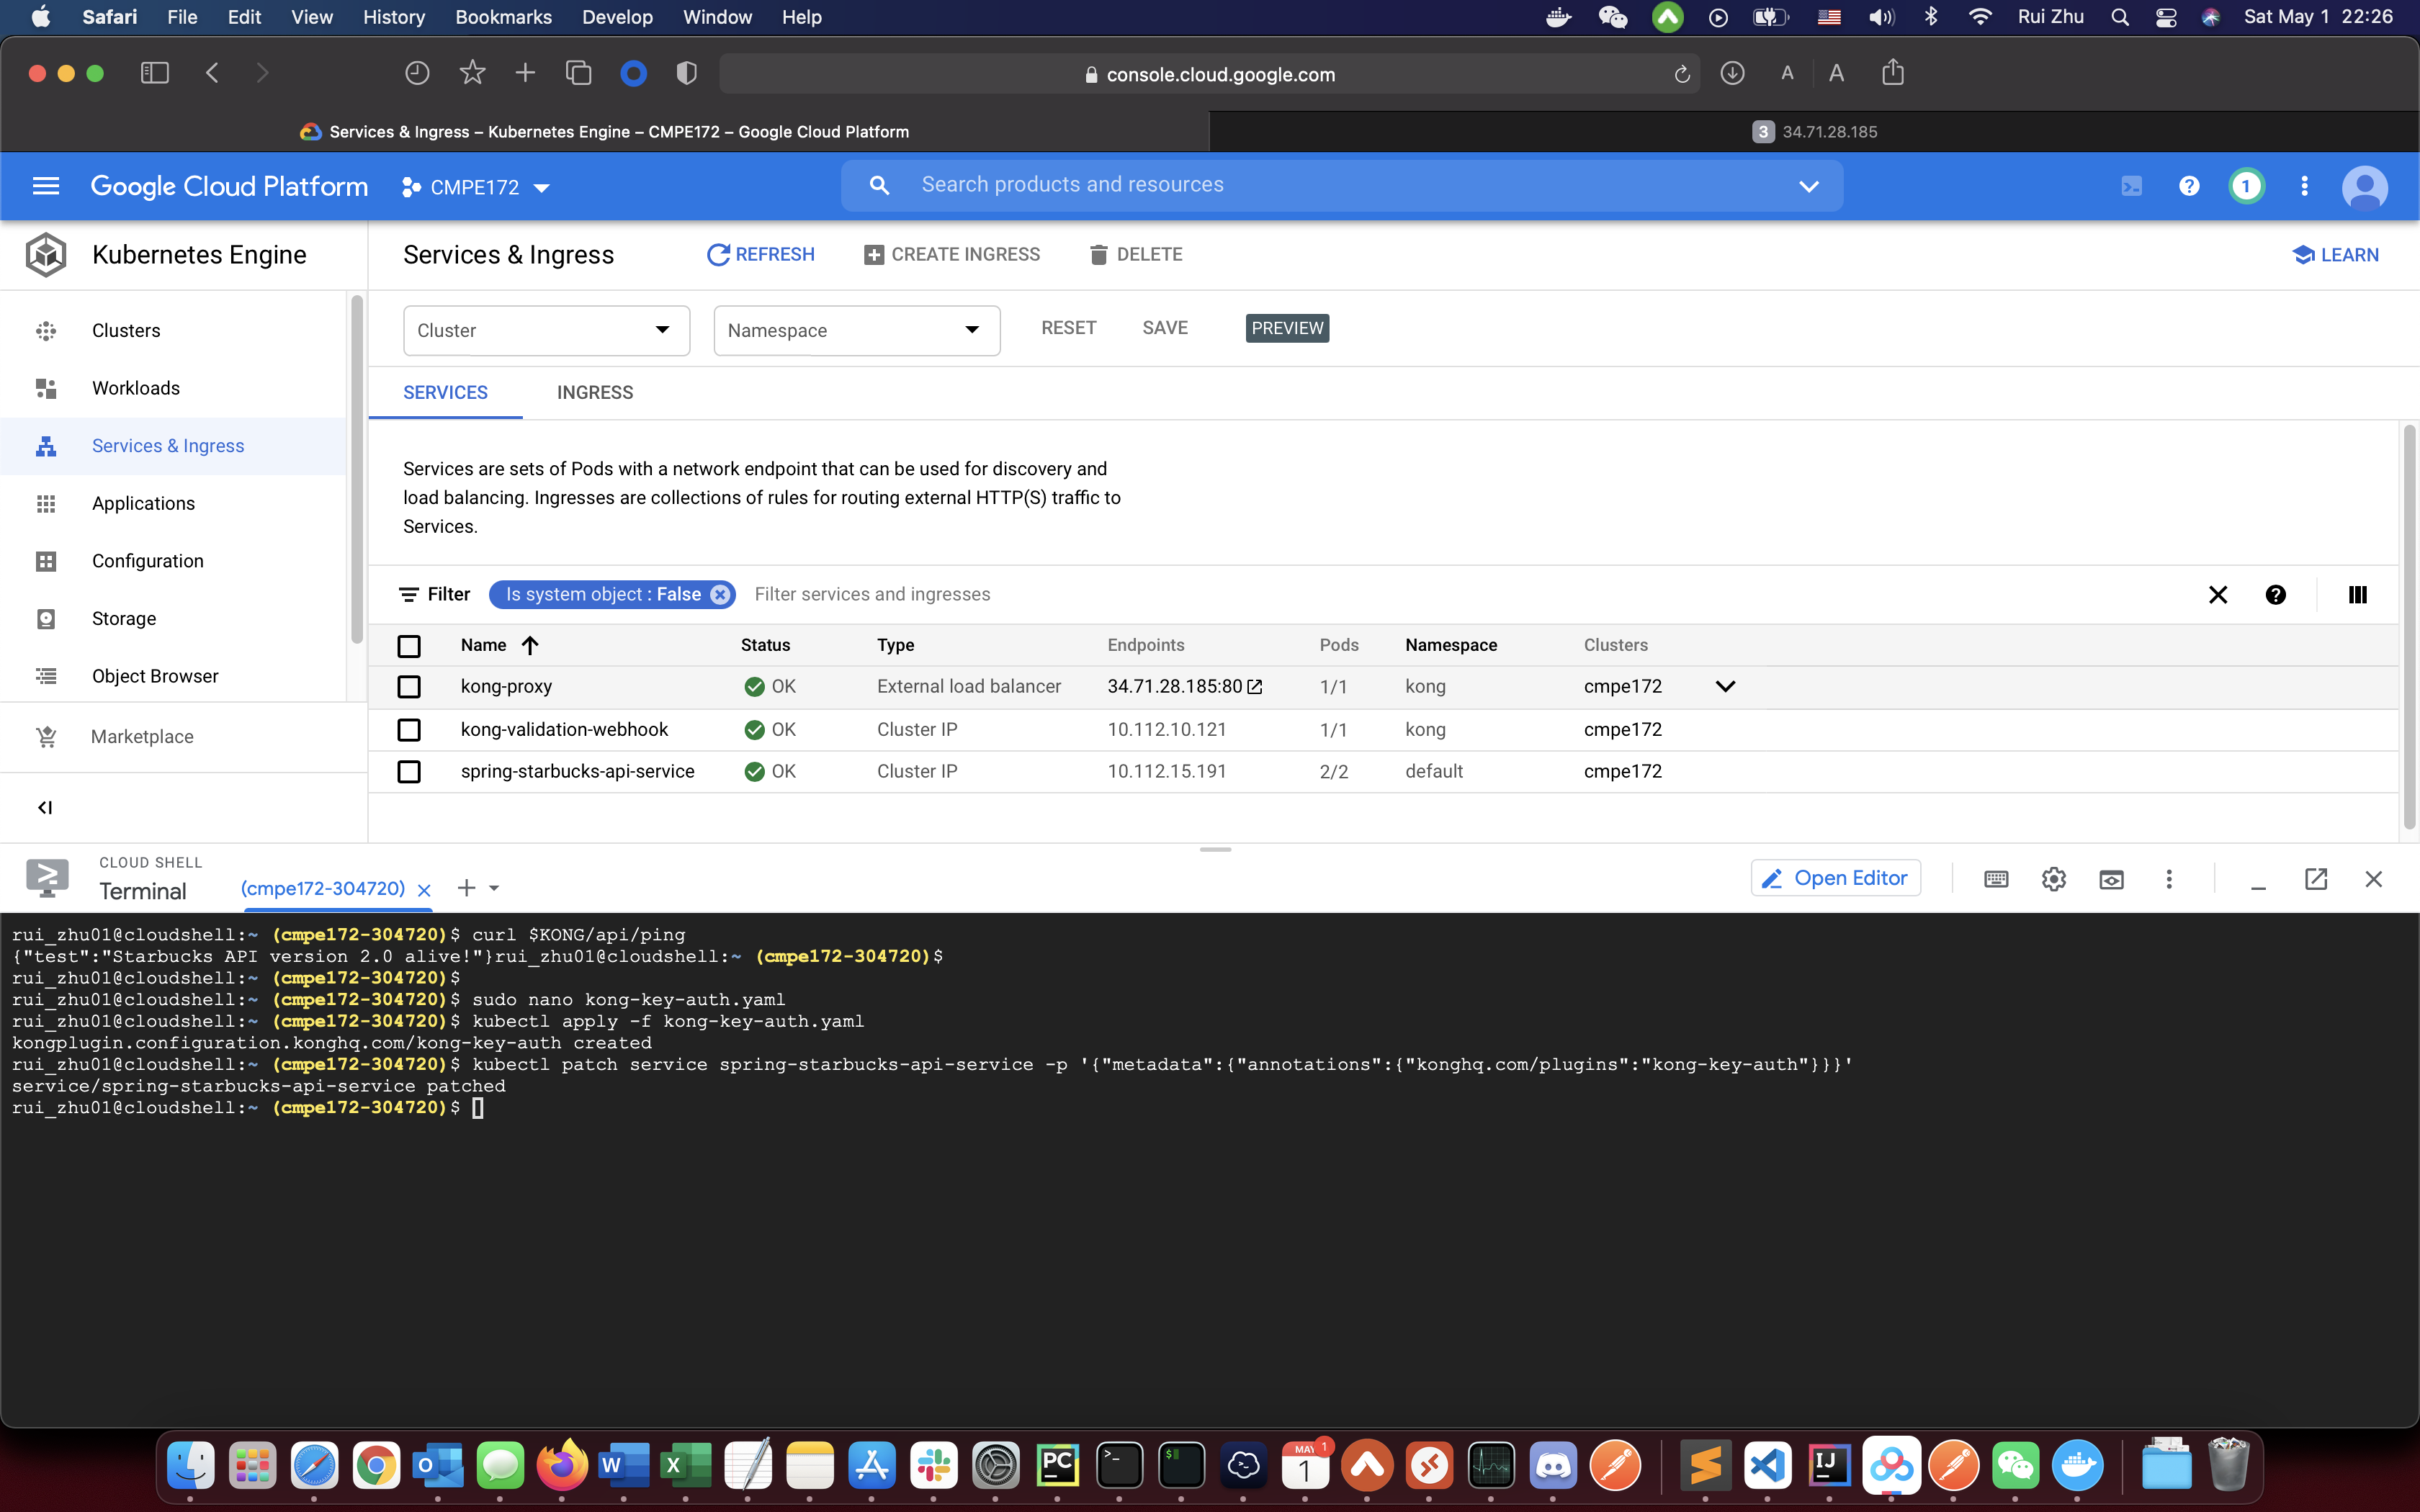 Safari File Edit View History Bookmarks Develop Window Help Rui Zhu Sat May 1 22:26
console.cloud.google.com A A
Services & Ingress – Kubernetes Engine – CMPE172 – Google Cloud Platform 3 34.71.28.185
Google Cloud Platform CMPE172 Search products and resources 1
Kubernetes Engine
Services & Ingress REFRESH CREATE INGRESS DELETE LEARN
Clusters
Workloads
Services & Ingress
Applications
Configuration
Storage
Object Browser
Marketplace
Cluster Namespace RESET SAVE PREVIEW
SERVICES INGRESS
Services are sets of Pods with a network endpoint that can be used for discovery and
load balancing. Ingresses are collections of rules for routing external HTTP(S) traffic to
Services.
Filter Is system object : False Filter services and ingresses
Name Status Type Endpoints Pods Namespace Clusters
kong-proxy OK External load balancer 34.71.28.185:80 1/1 kong cmpe172
kong-validation-webhook OK Cluster IP 10.112.10.121 1/1 kong cmpe172
spring-starbucks-api-service OK Cluster IP 10.112.15.191 2/2 default cmpe172
CLOUD SHELL
Terminal (cmpe172-304720) Open Editor
rui_zhu01@cloudshell:~ (cmpe172-304720)$ curl $KONG/api/ping
{"test":"Starbucks API version 2.0 alive!"}rui_zhu01@cloudshell:~ (cmpe172-304720)$
rui_zhu01@cloudshell:~ (cmpe172-304720)$
rui_zhu01@cloudshell:~ (cmpe172-304720)$ sudo nano kong-key-auth.yaml
rui_zhu01@cloudshell:~ (cmpe172-304720)$ kubectl apply -f kong-key-auth.yaml
kongplugin.configuration.konghq.com/kong-key-auth created
rui_zhu01@cloudshell:~ (cmpe172-304720)$ kubectl patch service spring-starbucks-api-service -p '{"metadata":{"annotations":{"konghq.com/plugins":"kong-key-auth"}}}'
service/spring-starbucks-api-service patched
rui_zhu01@cloudshell:~ (cmpe172-304720)$
O W X PC >_ $ MAY 1 1 IJ